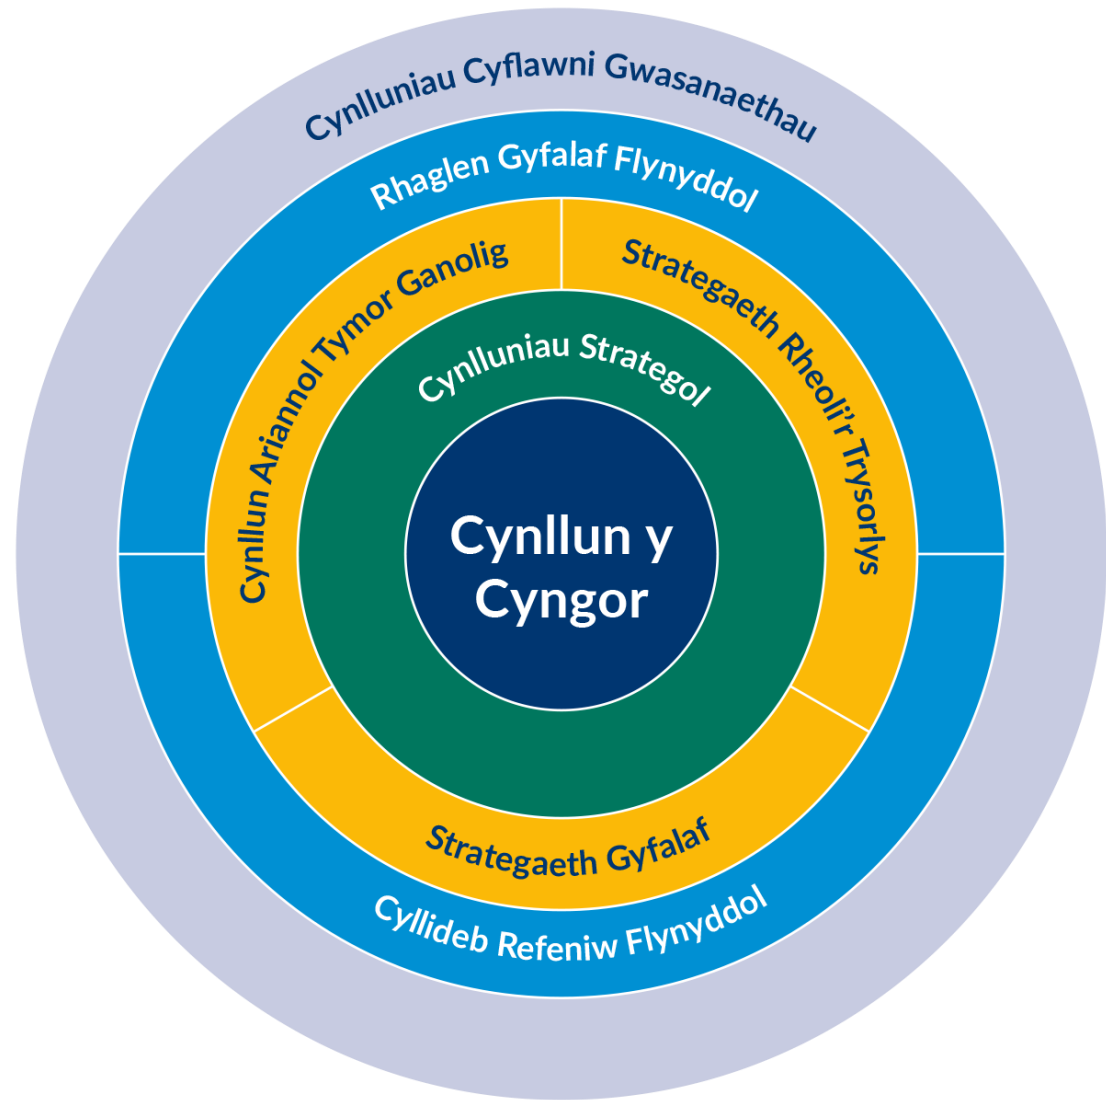 Cynlluniau Cyflawni Gwasanaethau
Rhaglen Gyfalaf Flynyddol
Cynllun Ariannol Tymor Ganolig
Strategaeth Rheoli’r Trysorlys
Cynlluniau Strategol
Cynllun y
Cyngor
Strategaeth Gyfalaf
Cyllideb Refeniw Flynyddol